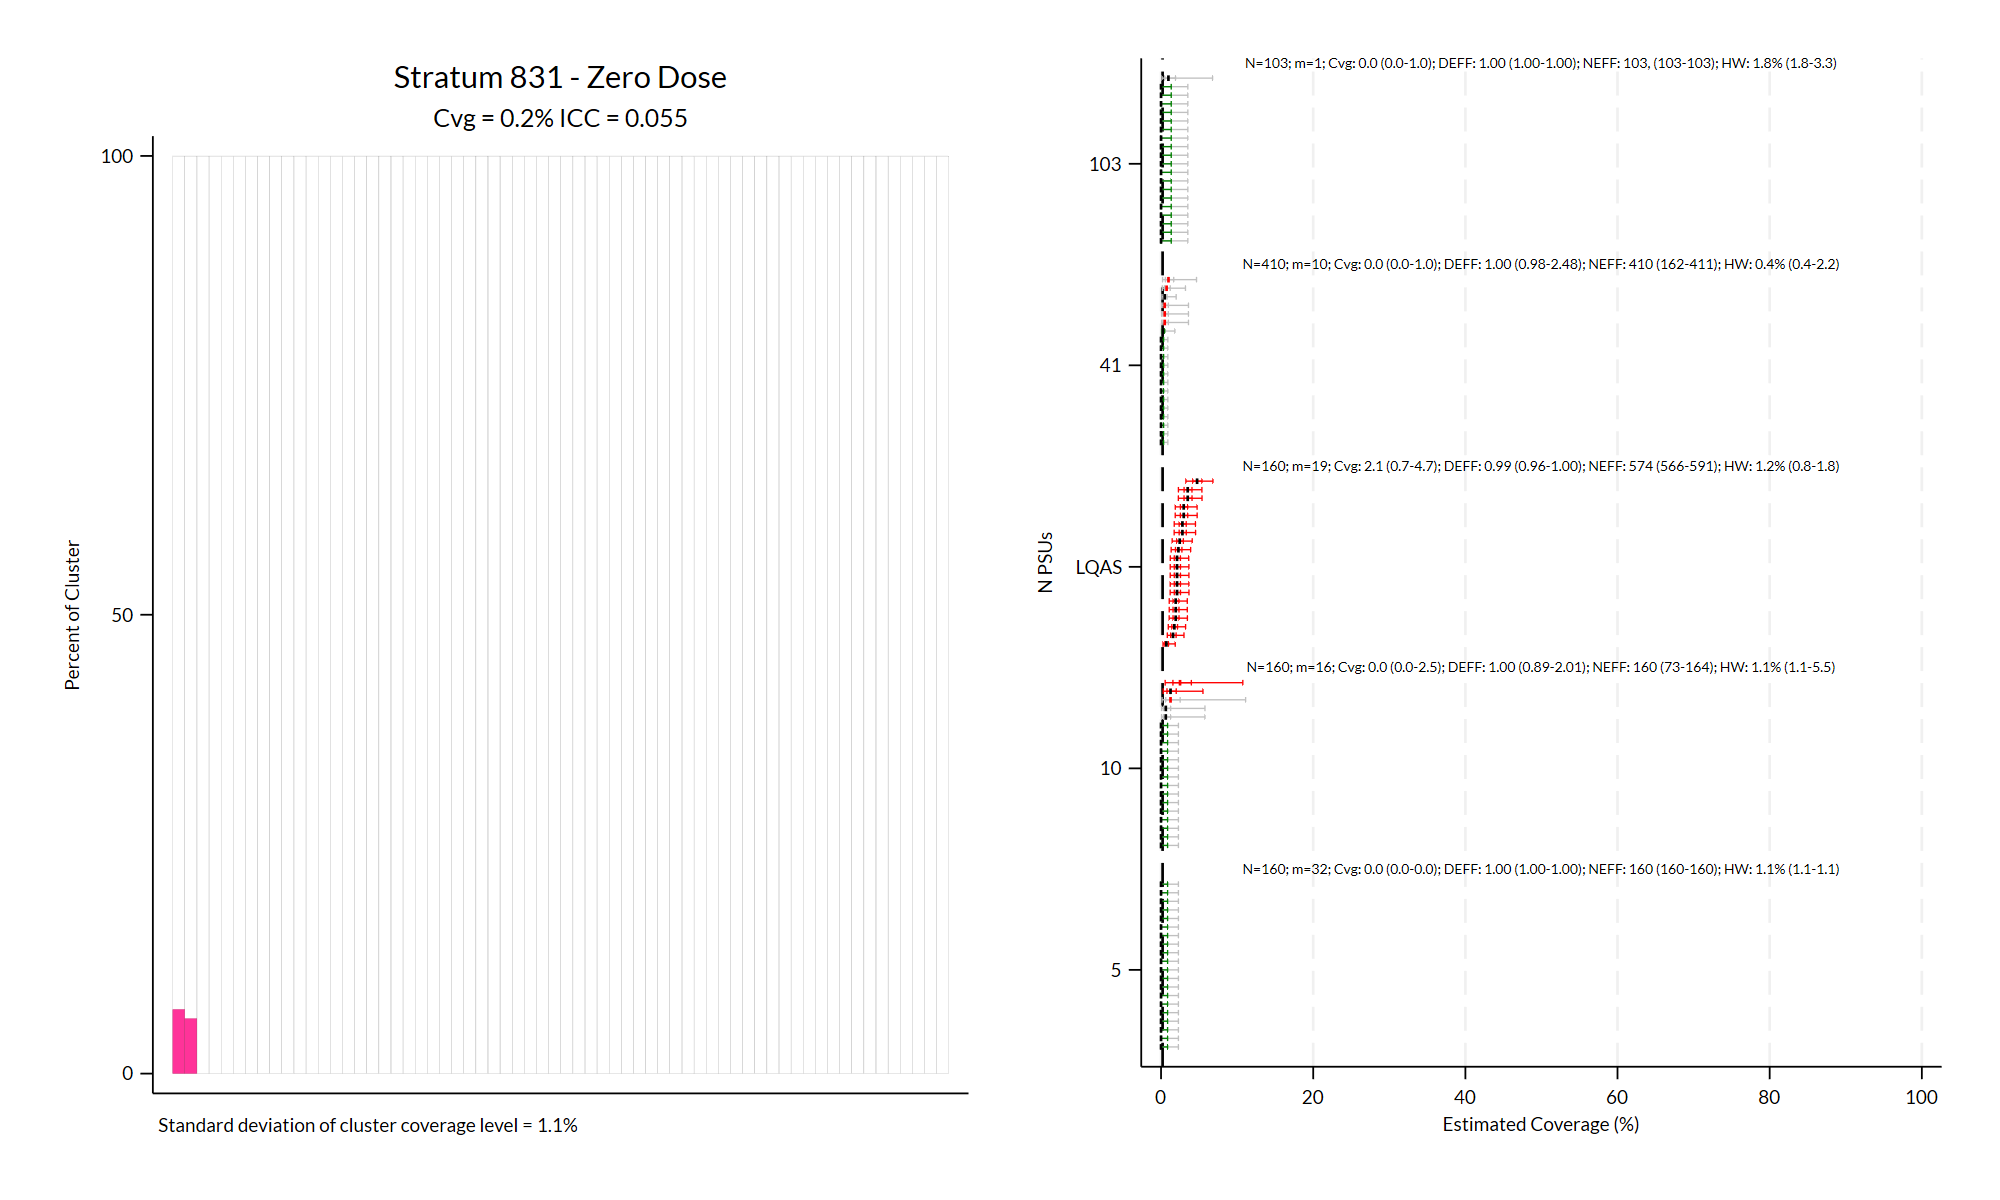 Stratum 831 - Zero Dose
Cvg = 0.2% ICC = 0.055
100
50
0
Percent of Cluster
Standard deviation of cluster coverage level = 1.1%
N=103; m=1; Cvg: 0.0 (0.0-1.0); DEFF: 1.00 (1.00-1.00); NEFF: 103, (103-103); HW: 1.8% (1.8-3.3)
103
N=410; m=10; Cvg: 0.0 (0.0-1.0); DEFF: 1.00 (0.98-2.48); NEFF: 410 (162-411); HW: 0.4% (0.4-2.2)
41
N=160; m=19; Cvg: 2.1 (0.7-4.7); DEFF: 0.99 (0.96-1.00); NEFF: 574 (566-591); HW: 1.2% (0.8-1.8)
N PSUs
LQAS
N=160; m=16; Cvg: 0.0 (0.0-2.5); DEFF: 1.00 (0.89-2.01); NEFF: 160 (73-164); HW: 1.1% (1.1-5.5)
10
N=160; m=32; Cvg: 0.0 (0.0-0.0); DEFF: 1.00 (1.00-1.00); NEFF: 160 (160-160); HW: 1.1% (1.1-1.1)
5
0 20 40 60 80 100
Estimated Coverage (%)